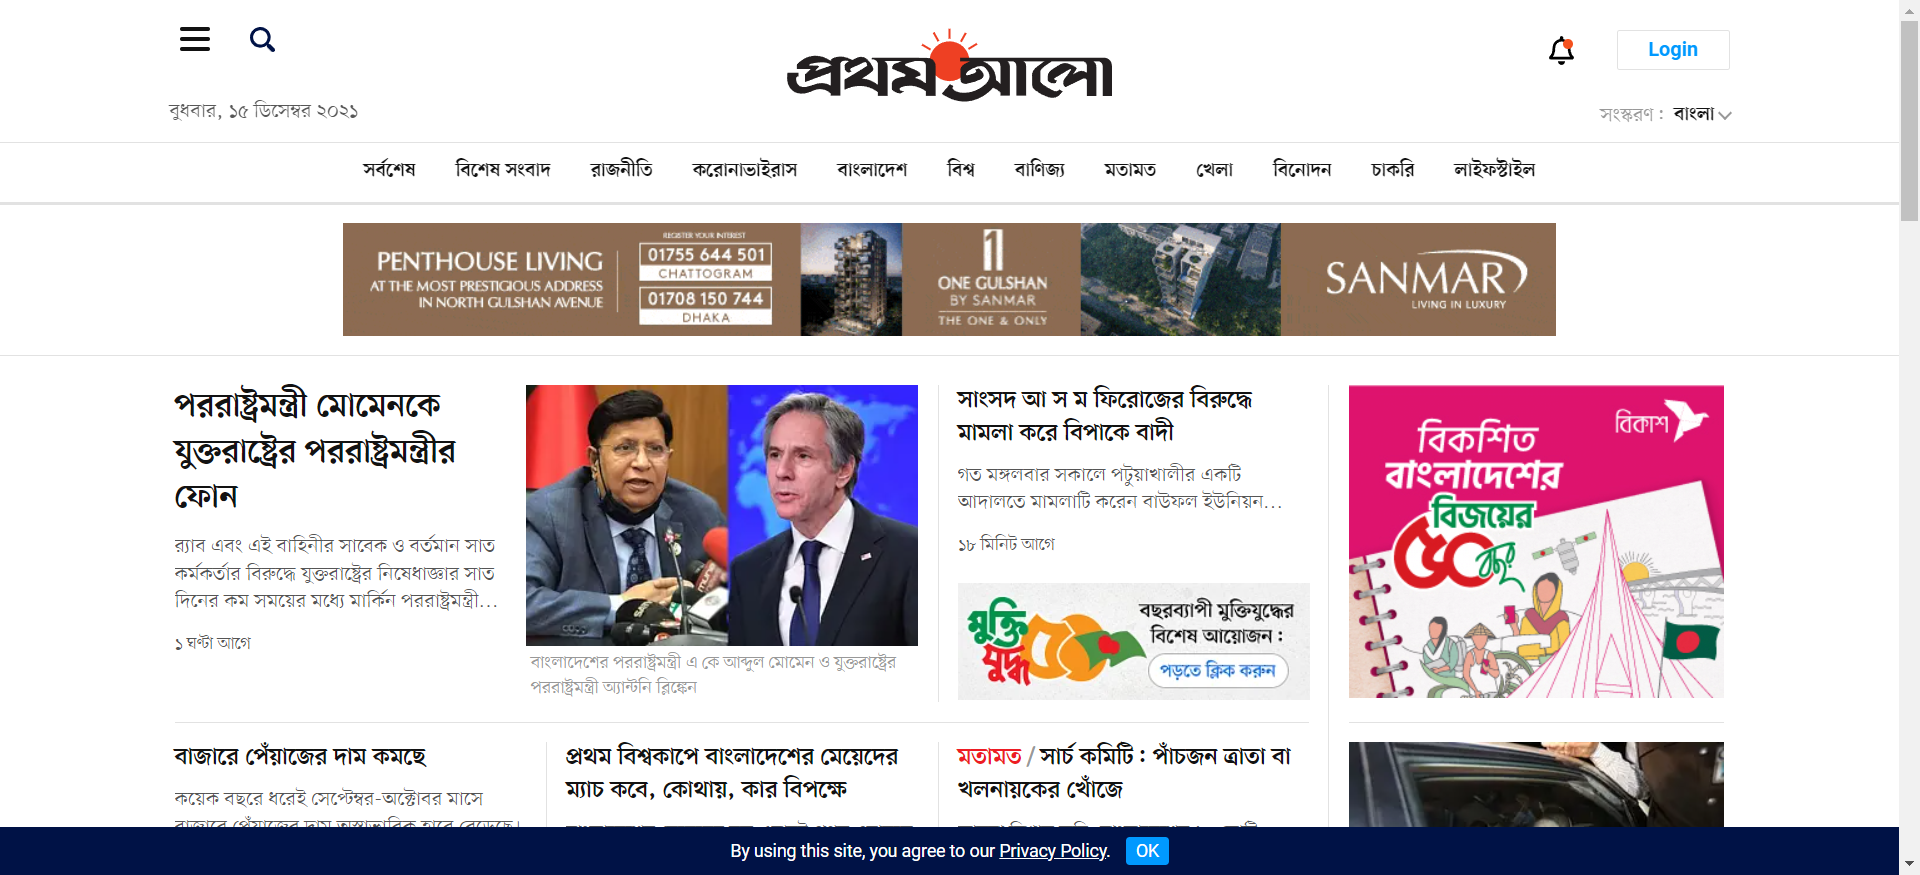 প্রথম আলো
Login
বুধবার, ১৫ ডিসেম্বর ২০২১
সংস্করণ : বাংলা
সর্বশেষ বিশেষ সংবাদ রাজনীতি করোনাভাইরাস বাংলাদেশ বিশ্ব বাণিজ্য মতামত খেলা বিনোদন চাকরি লাইফস্টাইল
PENTHOUSE LIVING
AT THE MOST PRESTIGIOUS ADDRESS
IN NORTH GULSHAN AVENUE
REGISTER YOUR INTEREST
01755 644 501
CHATTOGRAM
01708 150 744
DHAKA
ONE GULSHAN
BY SANMAR
THE ONE & ONLY
SANMAR
LIVING IN LUXURY
পররাষ্ট্রমন্ত্রী মোমেনকে
যুক্তরাষ্ট্রের পররাষ্ট্রমন্ত্রীর
ফোন
র‍্যাব এবং এই বাহিনীর সাবেক ও বর্তমান সাত
কর্মকর্তার বিরুদ্ধে যুক্তরাষ্ট্রের নিষেধাজ্ঞার সাত
দিনের কম সময়ের মধ্যে মার্কিন পররাষ্ট্রমন্ত্রী...
১ ঘণ্টা আগে
বাংলাদেশের পররাষ্ট্রমন্ত্রী এ কে আব্দুল মোমেন ও যুক্তরাষ্ট্রের
পররাষ্ট্রমন্ত্রী অ্যান্টনি ব্লিঙ্কেন
সাংসদ আ স ম ফিরোজের বিরুদ্ধে
মামলা করে বিপাকে বাদী
গত মঙ্গলবার সকালে পটুয়াখালীর একটি
আদালতে মামলাটি করেন বাউফল ইউনিয়ন...
১৮ মিনিট আগে
মুক্তি
যুদ্ধ
৫০
বছরব্যাপী মুক্তিযুদ্ধের
বিশেষ আয়োজন :
পড়তে ক্লিক করুন
বিকাশ
বিকশিত
বাংলাদেশের
বিজয়ের
৫০ বছর
বাজারে পেঁয়াজের দাম কমছে
কয়েক বছরে ধরেই সেপ্টেম্বর-অক্টোবর মাসে
বাজারে পেঁয়াজের দাম অস্বাভাবিক হারে বেড়েছে।
প্রথম বিশ্বকাপে বাংলাদেশের মেয়েদের
ম্যাচ কবে, কোথায়, কার বিপক্ষে
মতামত / সার্চ কমিটি : পাঁচজন ত্রাতা বা
খলনায়কের খোঁজে
By using this site, you agree to our Privacy Policy. OK